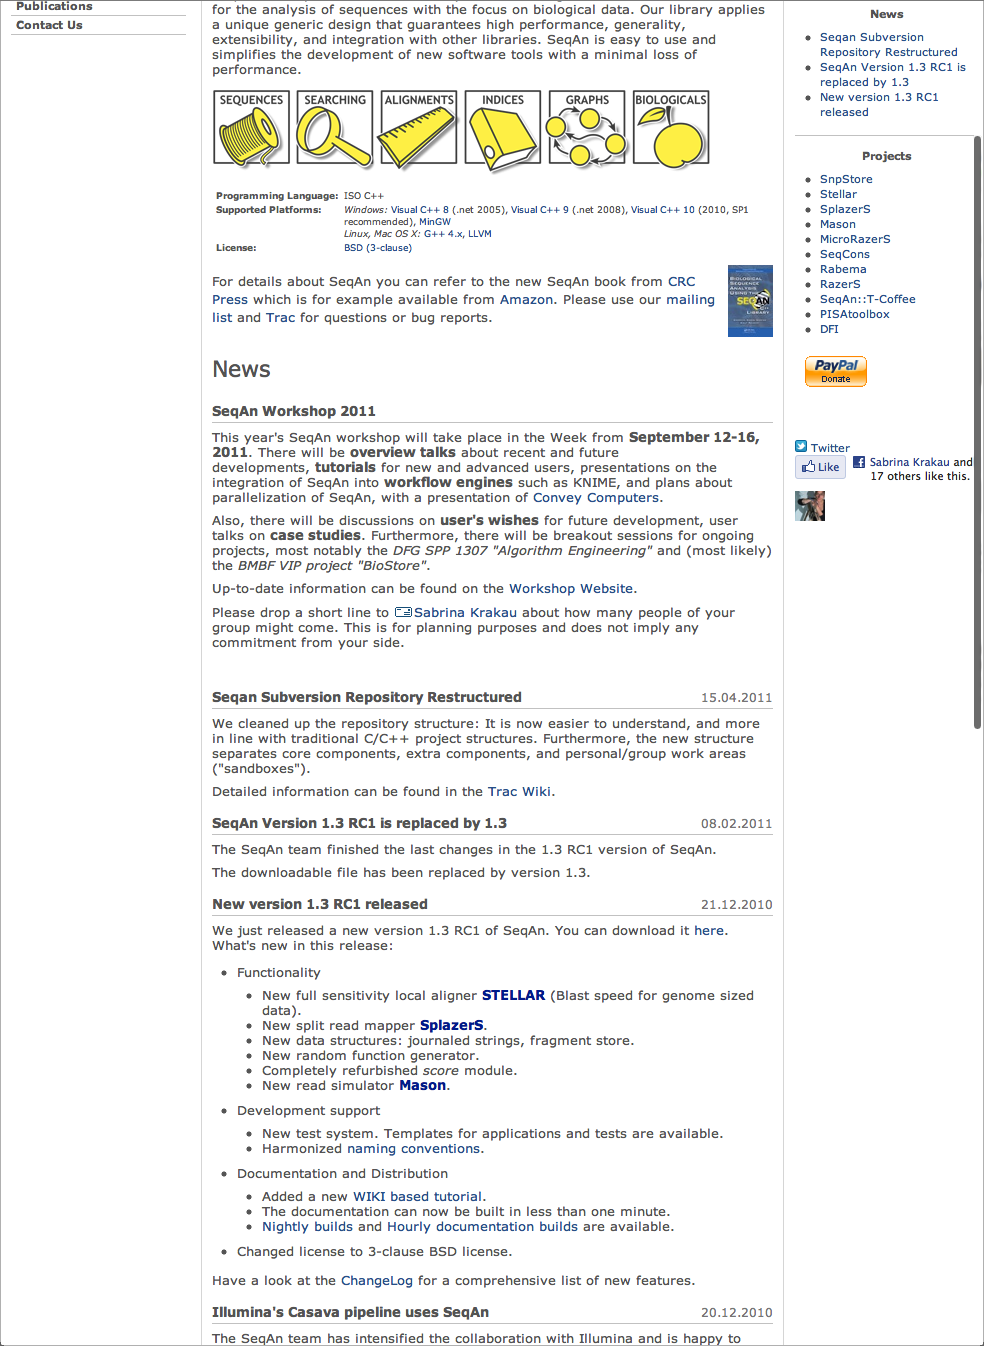 Publications
Contact Us
for the analysis of sequences with the focus on biological data. Our library applies
a unique generic design that guarantees high performance, generality,
extensibility, and integration with other libraries. SeqAn is easy to use and
simplifies the development of new software tools with a minimal loss of
performance.
SEQUENCES SEARCHING ALIGNMENTS INDICES GRAPHS BIOLOGICALS
Programming Language: ISO C++
Supported Platforms: Windows: Visual C++ 8 (.net 2005), Visual C++ 9 (.net 2008), Visual C++ 10 (2010, SP1
recommended), MinGW
Linux, Mac OS X: G++ 4.x, LLVM
License: BSD (3-clause)
For details about SeqAn you can refer to the new SeqAn book from CRC
Press which is for example available from Amazon. Please use our mailing
list and Trac for questions or bug reports.
BIOLOGICAL
SEQUENCE
ANALYSIS
USING THE
SEQAN
C++
LIBRARY
News
SeqAn Workshop 2011
This year's SeqAn workshop will take place in the Week from September 12-16,
2011. There will be overview talks about recent and future
developments, tutorials for new and advanced users, presentations on the
integration of SeqAn into workflow engines such as KNIME, and plans about
parallelization of SeqAn, with a presentation of Convey Computers.
Also, there will be discussions on user's wishes for future development, user
talks on case studies. Furthermore, there will be breakout sessions for ongoing
projects, most notably the DFG SPP 1307 "Algorithm Engineering" and (most likely)
the BMBF VIP project "BioStore".
Up-to-date information can be found on the Workshop Website.
Please drop a short line to Sabrina Krakau about how many people of your
group might come. This is for planning purposes and does not imply any
commitment from your side.
Seqan Subversion Repository Restructured 15.04.2011
We cleaned up the repository structure: It is now easier to understand, and more
in line with traditional C/C++ project structures. Furthermore, the new structure
separates core components, extra components, and personal/group work areas
("sandboxes").
Detailed information can be found in the Trac Wiki.
SeqAn Version 1.3 RC1 is replaced by 1.3 08.02.2011
The SeqAn team finished the last changes in the 1.3 RC1 version of SeqAn.
The downloadable file has been replaced by version 1.3.
New version 1.3 RC1 released 21.12.2010
We just released a new version 1.3 RC1 of SeqAn. You can download it here.
What's new in this release:
Functionality
New full sensitivity local aligner STELLAR (Blast speed for genome sized
data).
New split read mapper SplazerS.
New data structures: journaled strings, fragment store.
New random function generator.
Completely refurbished score module.
New read simulator Mason.
Development support
New test system. Templates for applications and tests are available.
Harmonized naming conventions.
Documentation and Distribution
Added a new WIKI based tutorial.
The documentation can now be built in less than one minute.
Nightly builds and Hourly documentation builds are available.
Changed license to 3-clause BSD license.
Have a look at the ChangeLog for a comprehensive list of new features.
Illumina's Casava pipeline uses SeqAn 20.12.2010
The SeqAn team has intensified the collaboration with Illumina and is happy to
News
Seqan Subversion
Repository Restructured
SeqAn Version 1.3 RC1 is
replaced by 1.3
New version 1.3 RC1
released
Projects
SnpStore
Stellar
SplazerS
Mason
MicroRazerS
SeqCons
Rabema
RazerS
SeqAn::T-Coffee
PISAtoolbox
DFI
PayPal
Donate
Twitter
Like Sabrina Krakau and
17 others like this.